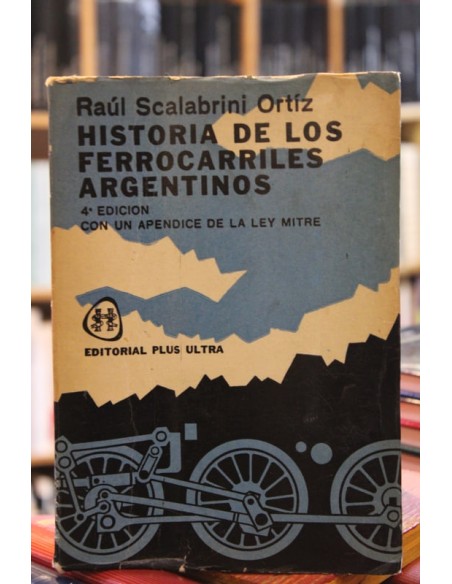 Raúl Scalabrini Ortíz
HISTORIA DE LOS
FERROCARRILES
ARGENTINOS
4ª EDICION
CON UN APENDICE DE LA LEY MITRE
EDITORIAL PLUS ULTRA